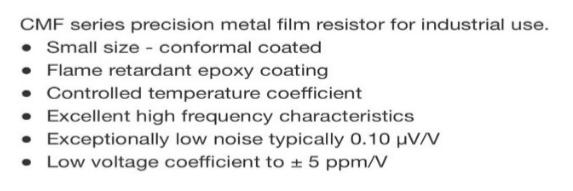 CMF series precision metal film resistor for industrial use.
• Small size - conformal coated
• Flame retardant epoxy coating
• Controlled temperature coefficient
• Excellent high frequency characteristics
• Exceptionally low noise typically 0.10 μV/V
• Low voltage coefficient to ± 5 ppm/V